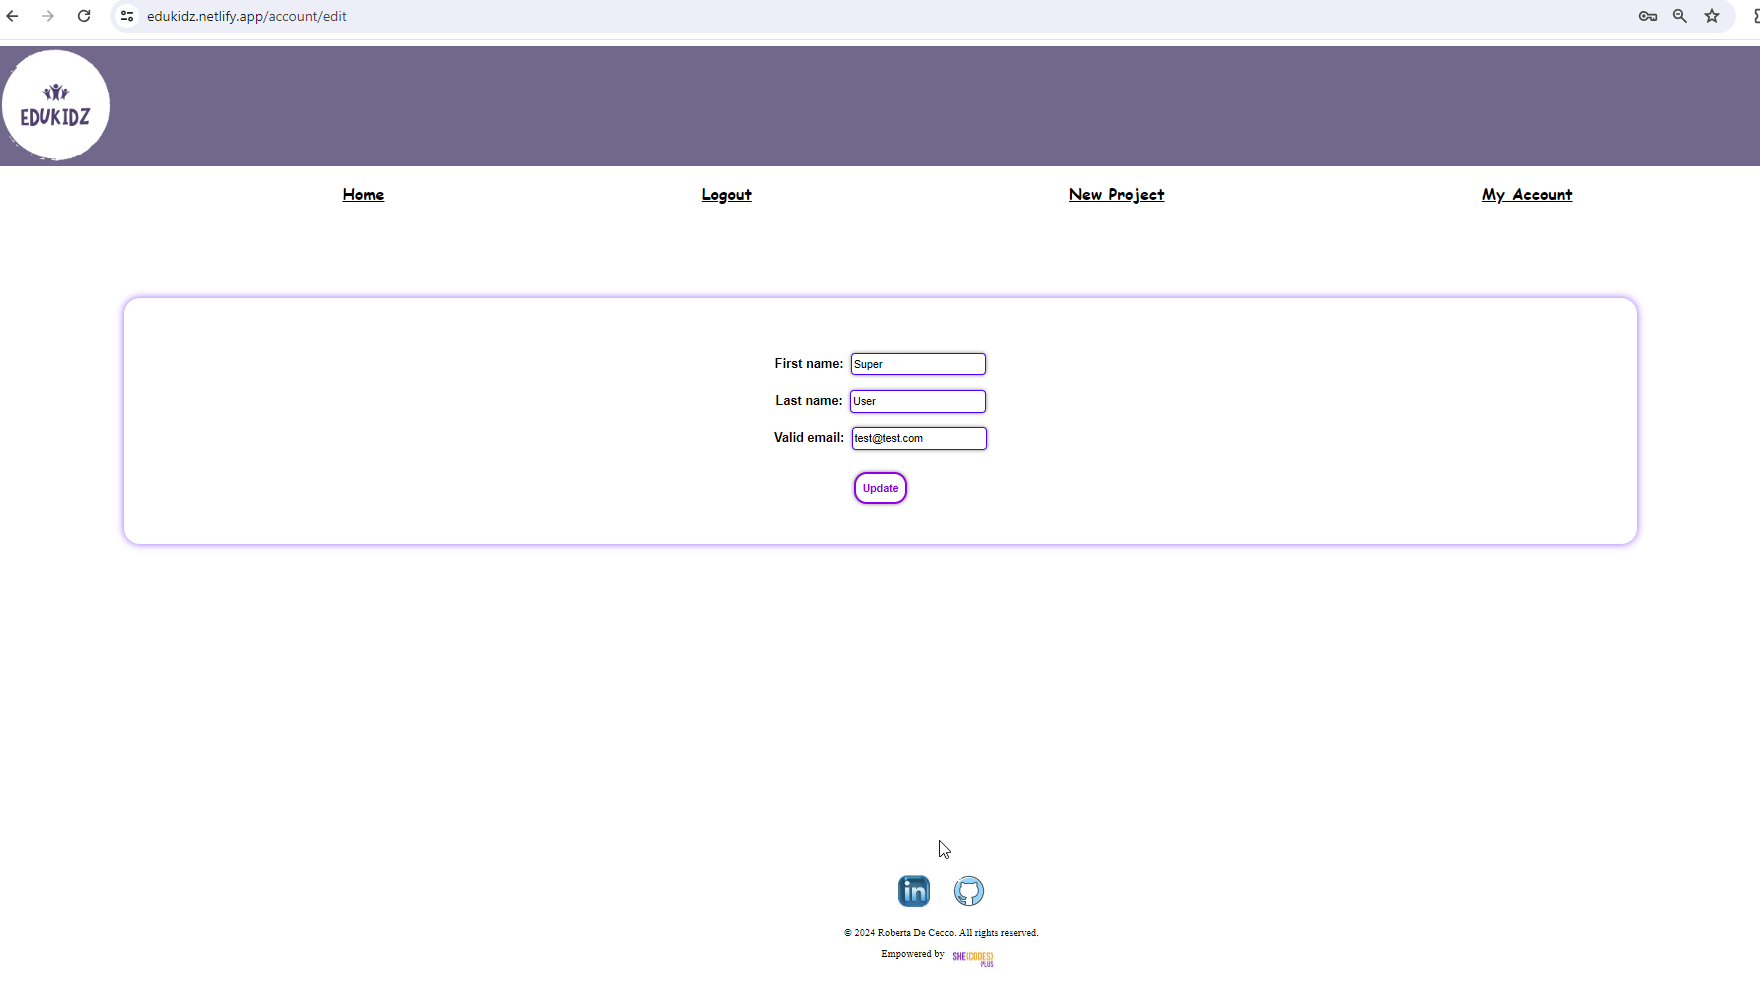 edukidz.netlify.app/account/edit
EDUKIDZ
Home Logout New Project My Account
First name: Super
Last name: User
Valid email: test@test.com
Update
in
© 2024 Roberta De Cecco. All rights reserved.
Empowered by SHE{CODES}
PLUS